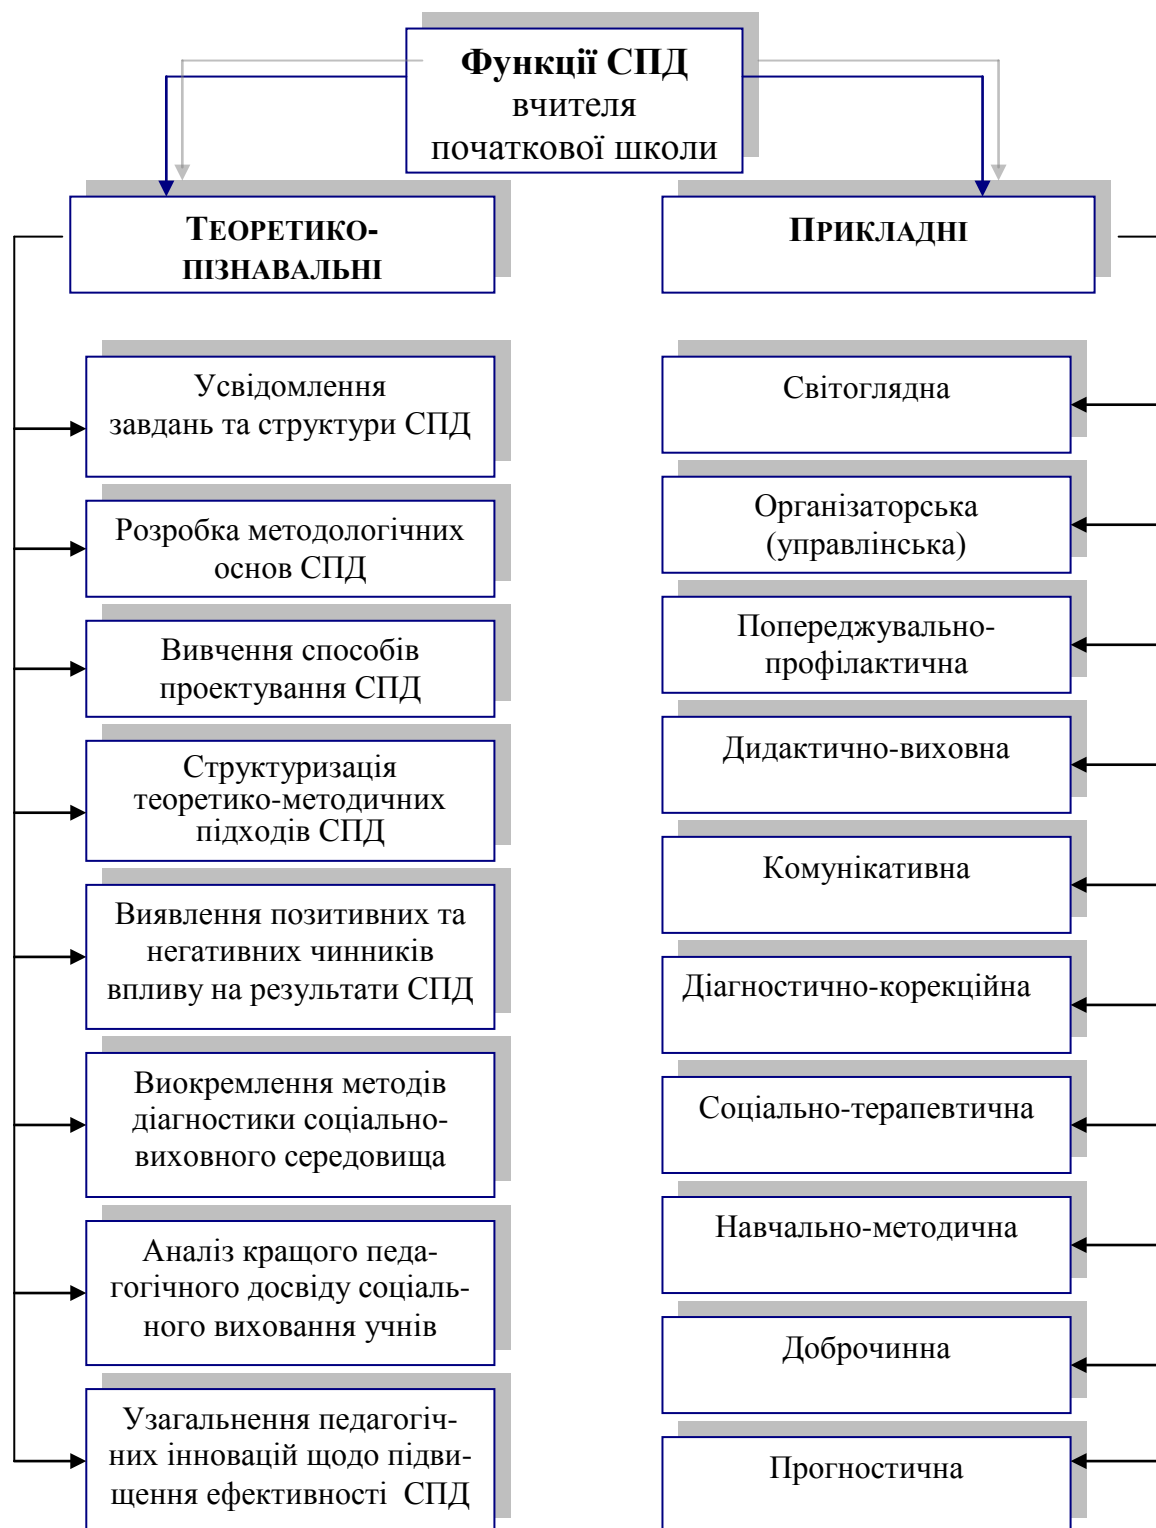 Функції СПД
вчителя
початкової школи
ТЕОРЕТИКО-
ПІЗНАВАЛЬНІ
Усвідомлення
завдань та структури СПД
Розробка методологічних
основ СПД
Вивчення способів
проектування СПД
Структуризація
теоретико-методичних
підходів СПД
Виявлення позитивних та
негативних чинників
впливу на результати СПД
Виокремлення методів
діагностики соціально-
виховного середовища
Аналіз кращого педа-
гогічного досвіду соціаль-
ного виховання учнів
Узагальнення педагогіч-
них інновацій щодо підви-
щення ефективності СПД
ПРИКЛАДНІ
Світоглядна
Організаторська
(управлінська)
Попереджувально-
профілактична
Дидактично-виховна
Комунікативна
Діагностично-корекційна
Соціально-терапевтична
Навчально-методична
Доброчинна
Прогностична